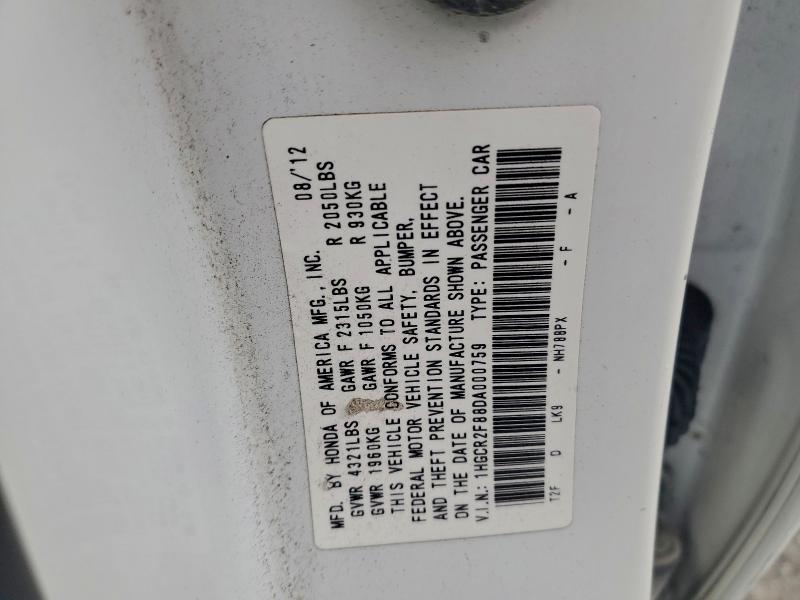 MFD. BY HONDA OF AMERICA MFG., INC. 08/'12
GVWR 4321LBS GAWR F 2315LBS R 2050LBS
GVWR 1960KG GAWR F 1050KG R 930KG
THIS VEHICLE CONFORMS TO ALL APPLICABLE
FEDERAL MOTOR VEHICLE SAFETY, BUMPER,
AND THEFT PREVENTION STANDARDS IN EFFECT
ON THE DATE OF MANUFACTURE SHOWN ABOVE.
V.I.N.: 1HGCR2F88DA000759 TYPE: PASSENGER CAR
T2F D LK9 - NH788PX - F - A